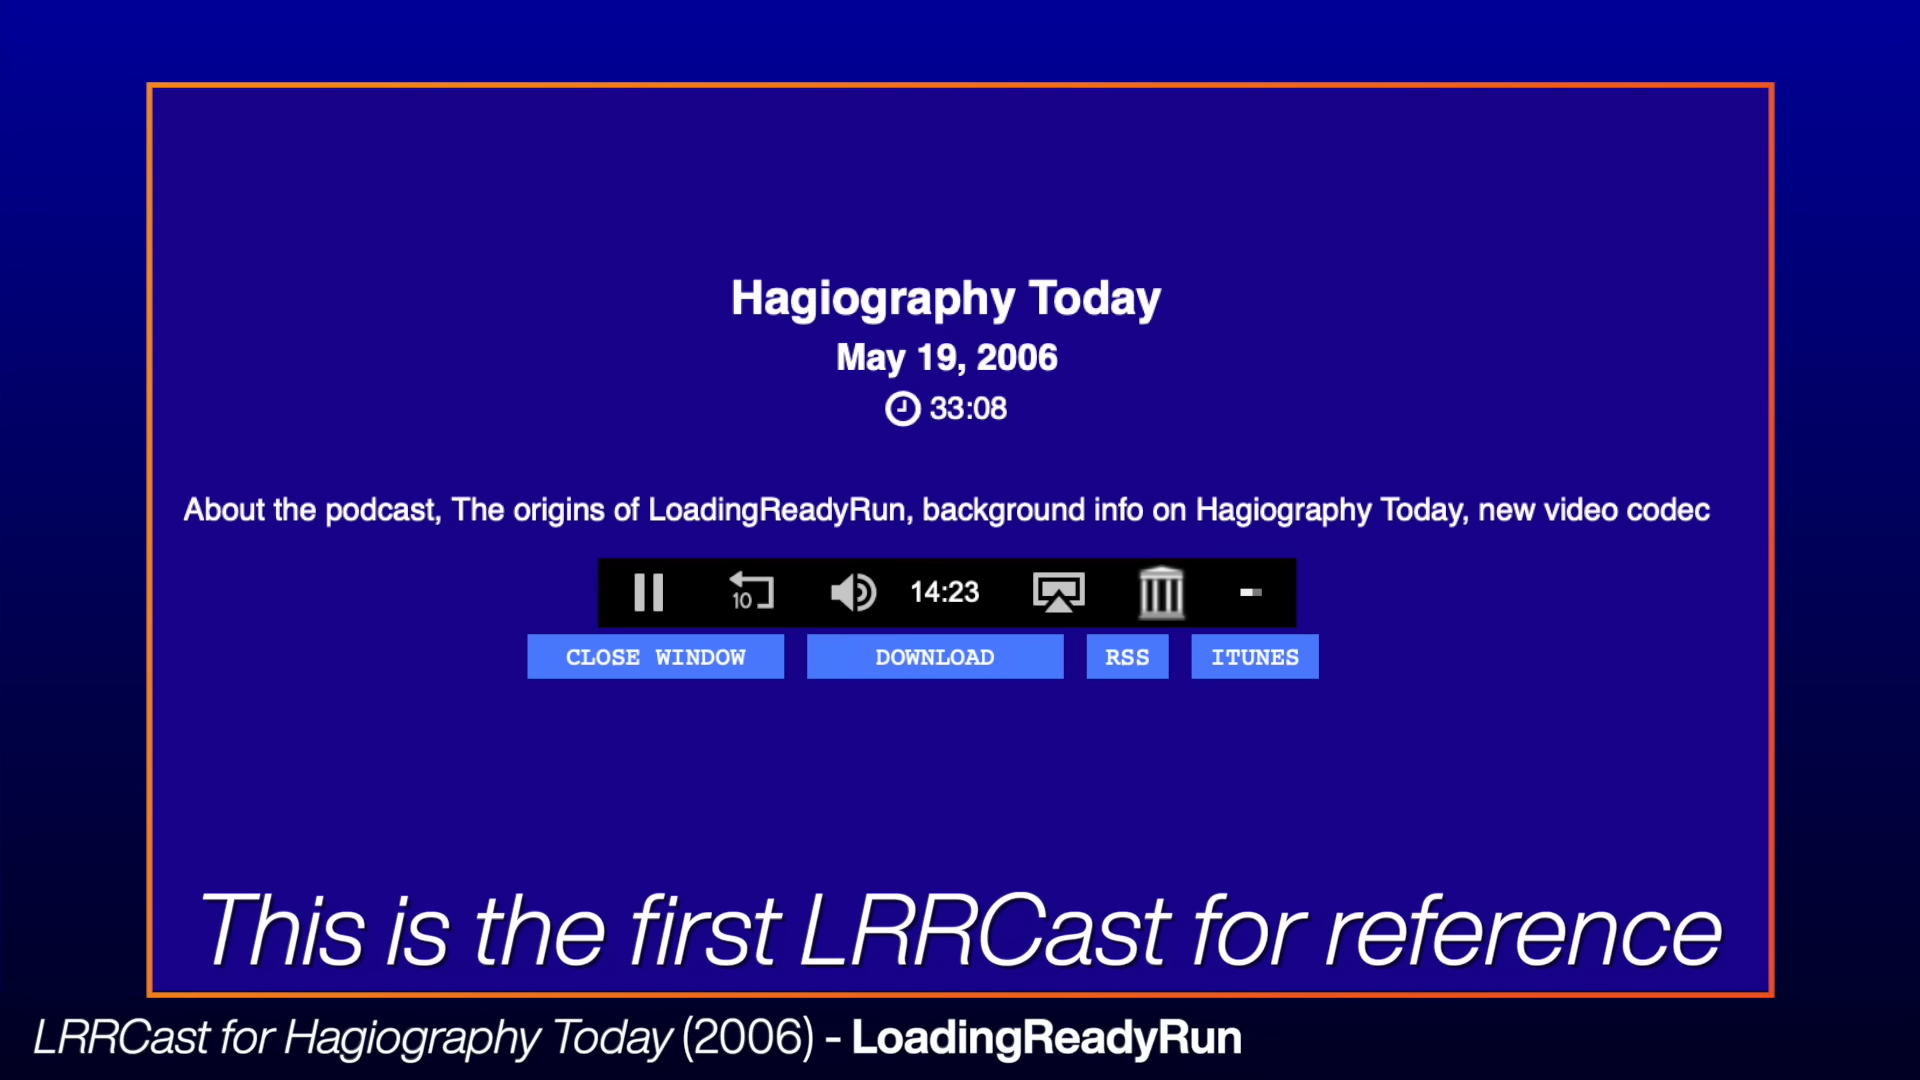 Hagiography Today
May 19, 2006
33:08
About the podcast, The origins of LoadingReadyRun, background info on Hagiography Today, new video codec
10 14:23
CLOSE WINDOW DOWNLOAD RSS ITUNES
This is the first LRRCast for reference
LRRCast for Hagiography Today (2006) - LoadingReadyRun